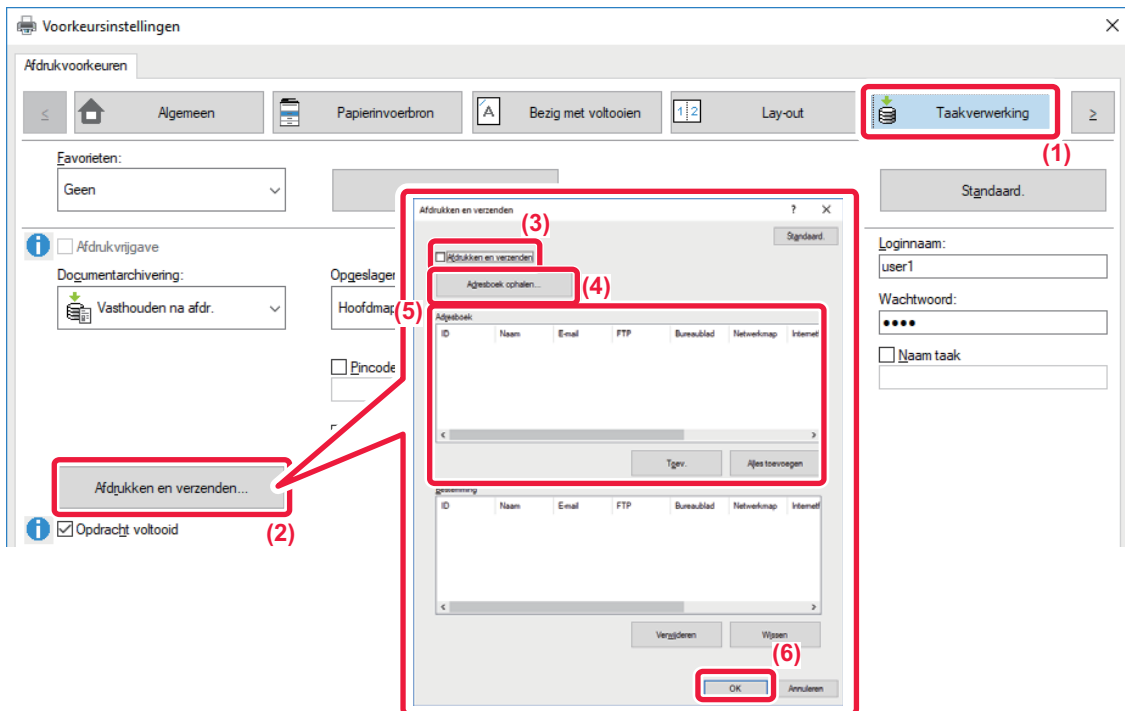 Voorkeursinstellingen
Afdrukvoorkeuren
≤ Algemeen Papierinvoerbron Bezig met voltooien Lay-out Taakverwerking ≥
(1)
Favorieten:
Geen
Standaard.
Afdrukken en verzenden ? ×
(3)
Standaard.
Afdrukvrijgave
Afdrukken en verzenden
Loginnaam:
user1
Documentarchivering:
Opgeslagen
Adresboek ophalen...
(4)
Vasthouden na afdr.
Hoofdmap
(5)
Wachtwoord:
••••
Adresboek
ID Naam E-mail FTP Bureaublad Netwerkmap Internetf
Naam taak
Pincode
< >
Toev. Alles toevoegen
Afdrukken en verzenden...
(2)
Opdracht voltooid
Bestemming
ID Naam E-mail FTP Bureaublad Netwerkmap Internetf
< >
Verwijderen Wissen
(6)
OK Annuleren